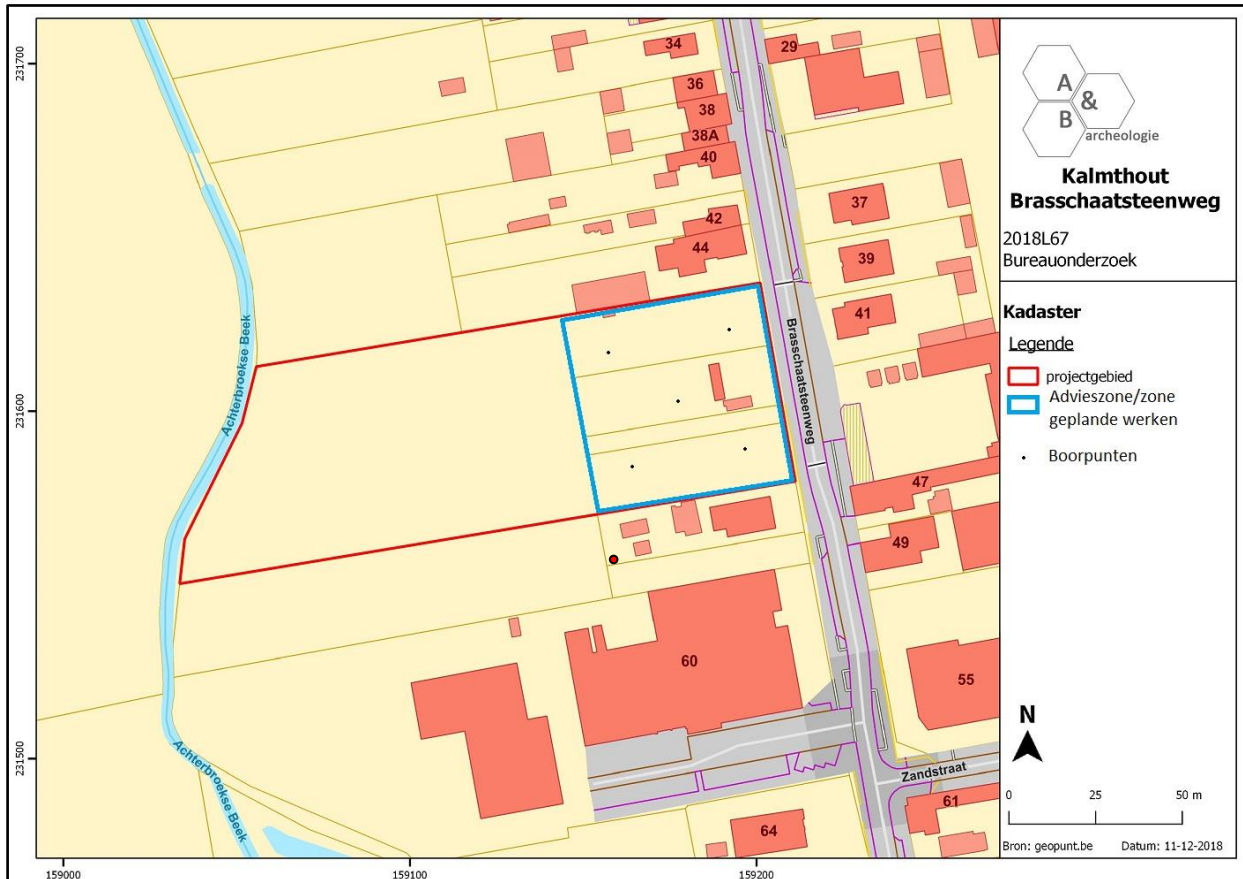 231700
231600
231500
159000
159100
159200
34
36
38
38A
40
42
44
29
37
39
41
47
49
60
55
61
64
Achterbroekse Beek
Achterbroekse Beek
Brasschaatsteenweg
Zandstraat
A
&
B
archeologie
Kalmthout
Brasschaatsteenweg
2018L67
Bureauonderzoek
Kadaster
Legende
projectgebied
Advieszone/zone
geplande werken
Boorpunten
N
0 25 50 m
Bron: geopunt.be Datum: 11-12-2018